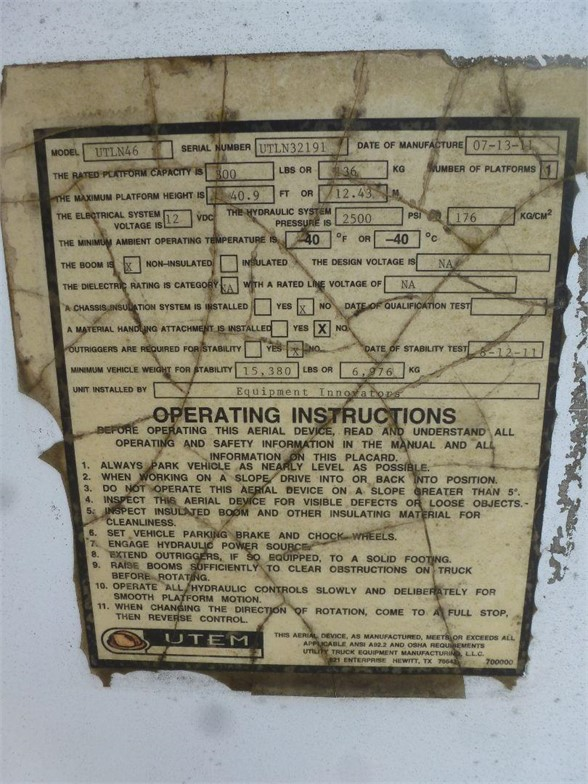 MODEL UTLN46 SERIAL NUMBER UTLN32191 DATE OF MANUFACTURE 07-13-11
THE RATED PLATFORM CAPACITY IS 300 LBS OR 136 KG NUMBER OF PLATFORMS 1
THE MAXIMUM PLATFORM HEIGHT IS 40.9 FT OR 12.43 M
THE ELECTRICAL SYSTEM VOLTAGE IS 12 VDC THE HYDRAULIC SYSTEM PRESSURE IS 2500 PSI @ 176 KG/CM²
THE MINIMUM AMBIENT OPERATING TEMPERATURE IS -40 °F OR -40 °C
THE BOOM IS X NON-INSULATED INSULATED THE DESIGN VOLTAGE IS NA
THE DIELECTRIC RATING IS CATEGORY NA WITH A RATED LINE VOLTAGE OF NA
A CHASSIS INSULATION SYSTEM IS INSTALLED YES X NO DATE OF QUALIFICATION TEST
A MATERIAL HANDLING ATTACHMENT IS INSTALLED YES X NO
OUTRIGGERS ARE REQUIRED FOR STABILITY YES X NO DATE OF STABILITY TEST 8-12-11
MINIMUM VEHICLE WEIGHT FOR STABILITY 15,380 LBS OR 6,976 KG
UNIT INSTALLED BY Equipment Innovators
OPERATING INSTRUCTIONS
BEFORE OPERATING THIS AERIAL DEVICE, READ AND UNDERSTAND ALL
OPERATING AND SAFETY INFORMATION IN THE MANUAL AND ALL
INFORMATION ON THIS PLACARD.
1. ALWAYS PARK VEHICLE AS NEARLY LEVEL AS POSSIBLE.
2. WHEN WORKING ON A SLOPE DRIVE INTO OR BACK INTO POSITION.
3. DO NOT OPERATE THIS AERIAL DEVICE ON A SLOPE GREATER THAN 5°.
4. INSPECT THIS AERIAL DEVICE FOR VISIBLE DEFECTS OR LOOSE OBJECTS.
5. INSPECT INSULATED BOOM AND OTHER INSULATING MATERIAL FOR
CLEANLINESS.
6. SET VEHICLE PARKING BRAKE AND CHOCK WHEELS.
7. ENGAGE HYDRAULIC POWER SOURCE.
8. EXTEND OUTRIGGERS, IF SO EQUIPPED, TO A SOLID FOOTING.
9. RAISE BOOMS SUFFICIENTLY TO CLEAR OBSTRUCTIONS ON TRUCK
BEFORE ROTATING.
10. OPERATE ALL HYDRAULIC CONTROLS SLOWLY AND DELIBERATELY FOR
SMOOTH PLATFORM MOTION.
11. WHEN CHANGING THE DIRECTION OF ROTATION, COME TO A FULL STOP,
THEN REVERSE CONTROL.
UTEM
THIS AERIAL DEVICE, AS MANUFACTURED, MEETS OR EXCEEDS ALL
APPLICABLE ANSI A92.2 AND OSHA REQUIREMENTS
UTILITY TRUCK EQUIPMENT MANUFACTURING, L.L.C.
ENTERPRISE HEWITT, TX 700000